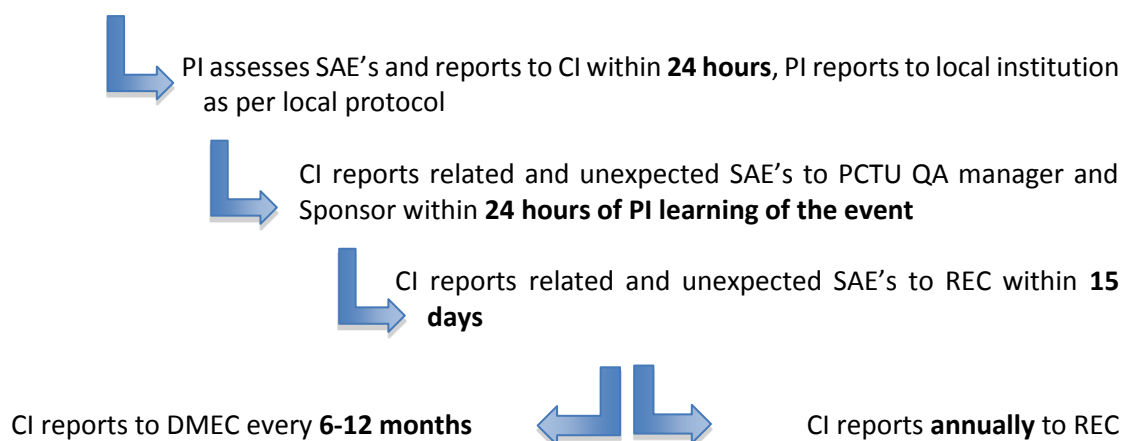 PI assesses SAE’s and reports to CI within 24 hours, PI reports to local institution
as per local protocol
CI reports related and unexpected SAE’s to PCTU QA manager and
Sponsor within 24 hours of PI learning of the event
CI reports related and unexpected SAE’s to REC within 15
days
CI reports to DMEC every 6-12 months
CI reports annually to REC